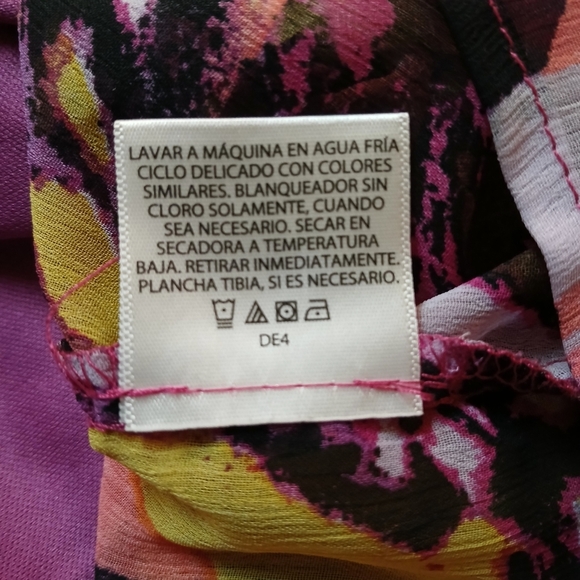 LAVAR A MÁQUINA EN AGUA FRÍA
CICLO DELICADO CON COLORES
SIMILARES. BLANQUEADOR SIN
CLORO SOLAMENTE, CUANDO
SEA NECESARIO. SECAR EN
SECADORA A TEMPERATURA
BAJA. RETIRAR INMEDIATAMENTE.
PLANCHA TIBIA, SI ES NECESARIO.
DE4